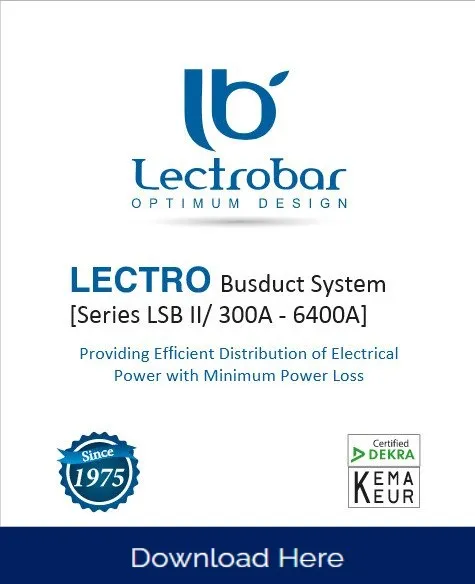 lb
Lectrobar
OPTIMUM DESIGN
LECTRO Busduct System
[Series LSB II/ 300A - 6400A]
Providing Efficient Distribution of Electrical
Power with Minimum Power Loss
Since
1975
Certified
DEKRA
KEMA
KEUR
Download Here